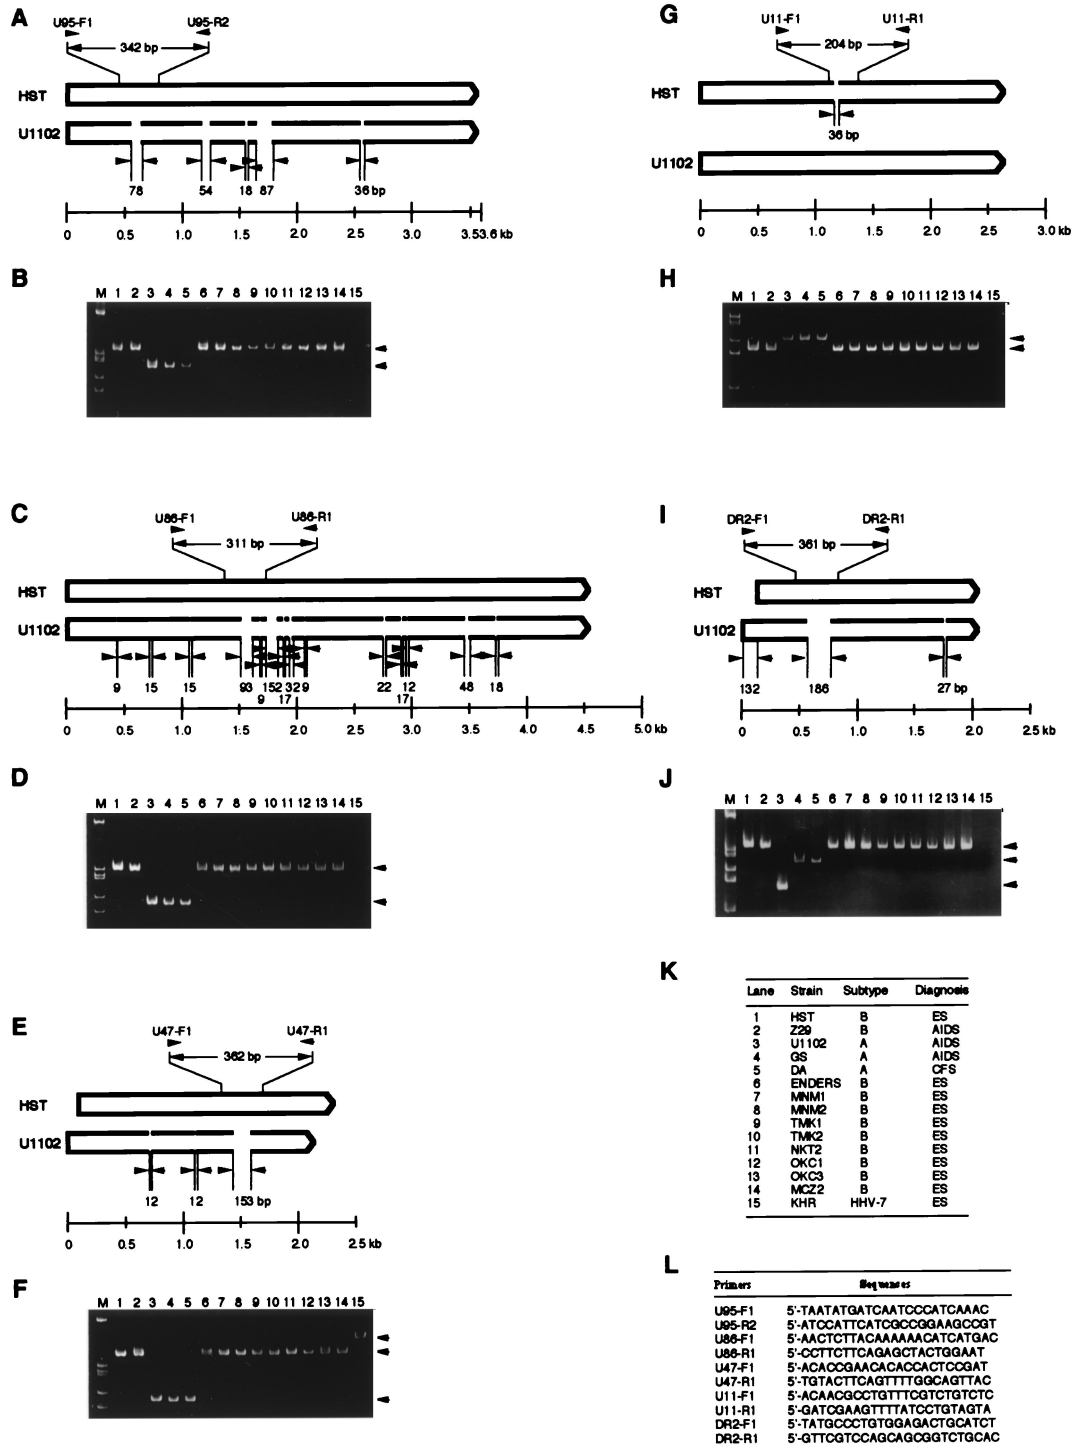 A
U95-F1 U95-R2
342 bp
HST
U1102
78 54 18 87 36 bp
0 0.5 1.0 1.5 2.0 2.5 3.0 3.53.6 kb
B
M 1 2 3 4 5 6 7 8 9 10 11 12 13 14 15
C
U86-F1 U86-R1
311 bp
HST
U1102
9 15 15 93 152 32 9 22 12 48 18
9 17 17
0 0.5 1.0 1.5 2.0 2.5 3.0 3.5 4.0 4.5 5.0 kb
D
M 1 2 3 4 5 6 7 8 9 10 11 12 13 14 15
E
U47-F1 U47-R1
362 bp
HST
U1102
12 12 153 bp
0 0.5 1.0 1.5 2.0 2.5 kb
F
M 1 2 3 4 5 6 7 8 9 10 11 12 13 14 15
G
U11-F1 U11-R1
204 bp
HST
36 bp
U1102
0 0.5 1.0 1.5 2.0 2.5 3.0 kb
H
M 1 2 3 4 5 6 7 8 9 10 11 12 13 14 15
I
DR2-F1 DR2-R1
361 bp
HST
U1102
132 186 27 bp
0 0.5 1.0 1.5 2.0 2.5 kb
J
M 1 2 3 4 5 6 7 8 9 10 11 12 13 14 15
K
Lane Strain Subtype Diagnosis
1 HST B ES
2 Z29 B AIDS
3 U1102 A AIDS
4 GS A AIDS
5 DA A CFS
6 ENDERS B ES
7 MNM1 B ES
8 MNM2 B ES
9 TMK1 B ES
10 TMK2 B ES
11 NKT2 B ES
12 OKC1 B ES
13 OKC3 B ES
14 MCZ2 B ES
15 KHR HHV-7 ES
L
Primers Sequenses
U95-F1 5'-TAATATGATCAATCCCATCAAAC
U95-R2 5'-ATCCATTCATCGCCGGAAGCCGT
U86-F1 5'-AACTCTTACAAAAAACATCATGAC
U86-R1 5'-CCTTCTTCAGAGCTACTGGAAT
U47-F1 5'-ACACCGAACACACCACTCCGAT
U47-R1 5'-TGTACTTCAGTTTTGGCAGTTAC
U11-F1 5'-ACAACGCCTGTTTCGTCTGTCTC
U11-R1 5'-GATCGAAGTTTTATCCTGTAGTA
DR2-F1 5'-TATGCCCTGTGGAGACTGCATCT
DR2-R1 5'-GTTCGTCCAGCAGCGGTCTGCAC